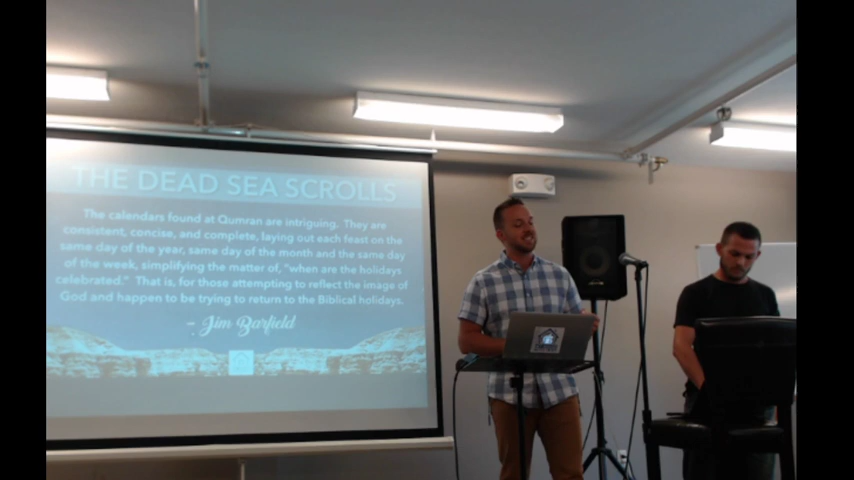 THE DEAD SEA SCROLLS
The calendars found at Qumran are intriguing. They are
consistent, concise, and complete, laying out each feast on the
same day of the year, same day of the month and the same day
of the week, simplifying the matter of, "when are the holidays
celebrated." That is, for those attempting to reflect the image of
God and happen to be trying to return to the Biblical holidays.
- Jim Barfield